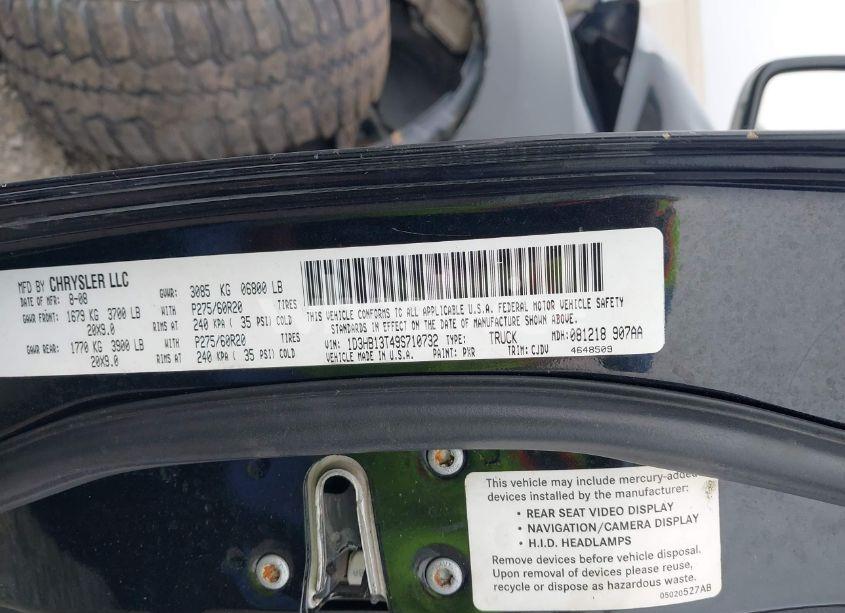 MFD BY CHRYSLER LLC
DATE OF MFR: 8-08 GVWR: 3085 KG 06800 LB
GAWR FRONT: 1679 KG 3700 LB WITH P275/60R20 TIRES
20X9.0 RIMS AT 240 KPA ( 35 PSI) COLD
GAWR REAR: 1770 KG 3900 LB WITH P275/60R20 TIRES
20X9.0 RIMS AT 240 KPA ( 35 PSI) COLD
THIS VEHICLE CONFORMS TO ALL APPLICABLE U.S.A. FEDERAL MOTOR VEHICLE SAFETY
STANDARDS IN EFFECT ON THE DATE OF MANUFACTURE SHOWN ABOVE.
VIN: 1D3HB13T49S710732 TYPE: TRUCK MDH: 081218 907AA
VEHICLE MADE IN U.S.A. PAINT: PXR TRIM: CJDV 4648509
This vehicle may include mercury-added
devices installed by the manufacturer:
• REAR SEAT VIDEO DISPLAY
• NAVIGATION/CAMERA DISPLAY
• H.I.D. HEADLAMPS
Remove devices before vehicle disposal.
Upon removal of devices please reuse,
recycle or dispose as hazardous waste.
05020527AB